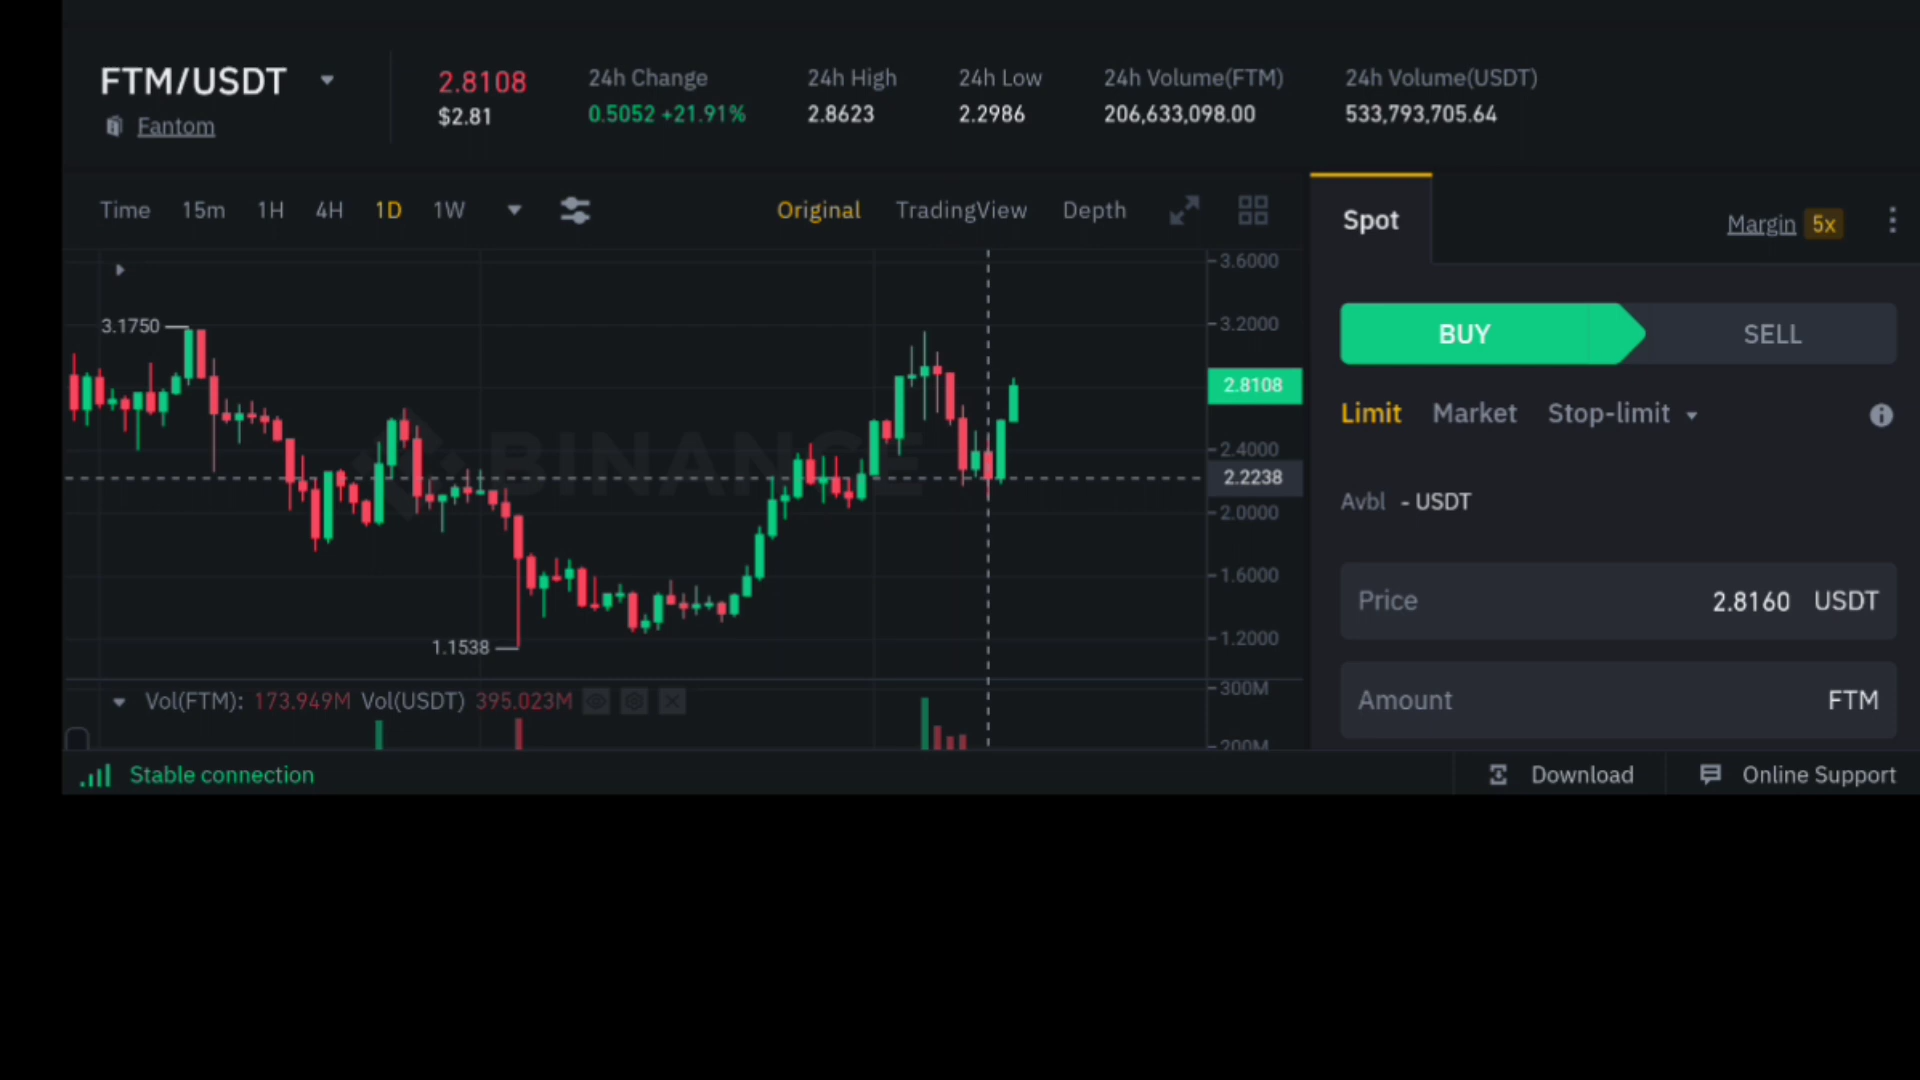 FTM/USDT
Fantom
2.8108
$2.81
24h Change
0.5052 +21.91%
24h High
2.8623
24h Low
2.2986
24h Volume(FTM)
206,633,098.00
24h Volume(USDT)
533,793,705.64
Time 15m 1H 4H 1D 1W
Original TradingView Depth
3.6000
3.2000
2.8108
2.4000
2.2238
2.0000
1.6000
1.2000
300M
200M
3.1750
BINANCE
1.1538
Vol(FTM): 173.949M Vol(USDT) 395.023M
Spot
Margin 5x
BUY SELL
Limit Market Stop-limit
Avbl - USDT
Price 2.8160 USDT
Amount FTM
Stable connection
Download
Online Support